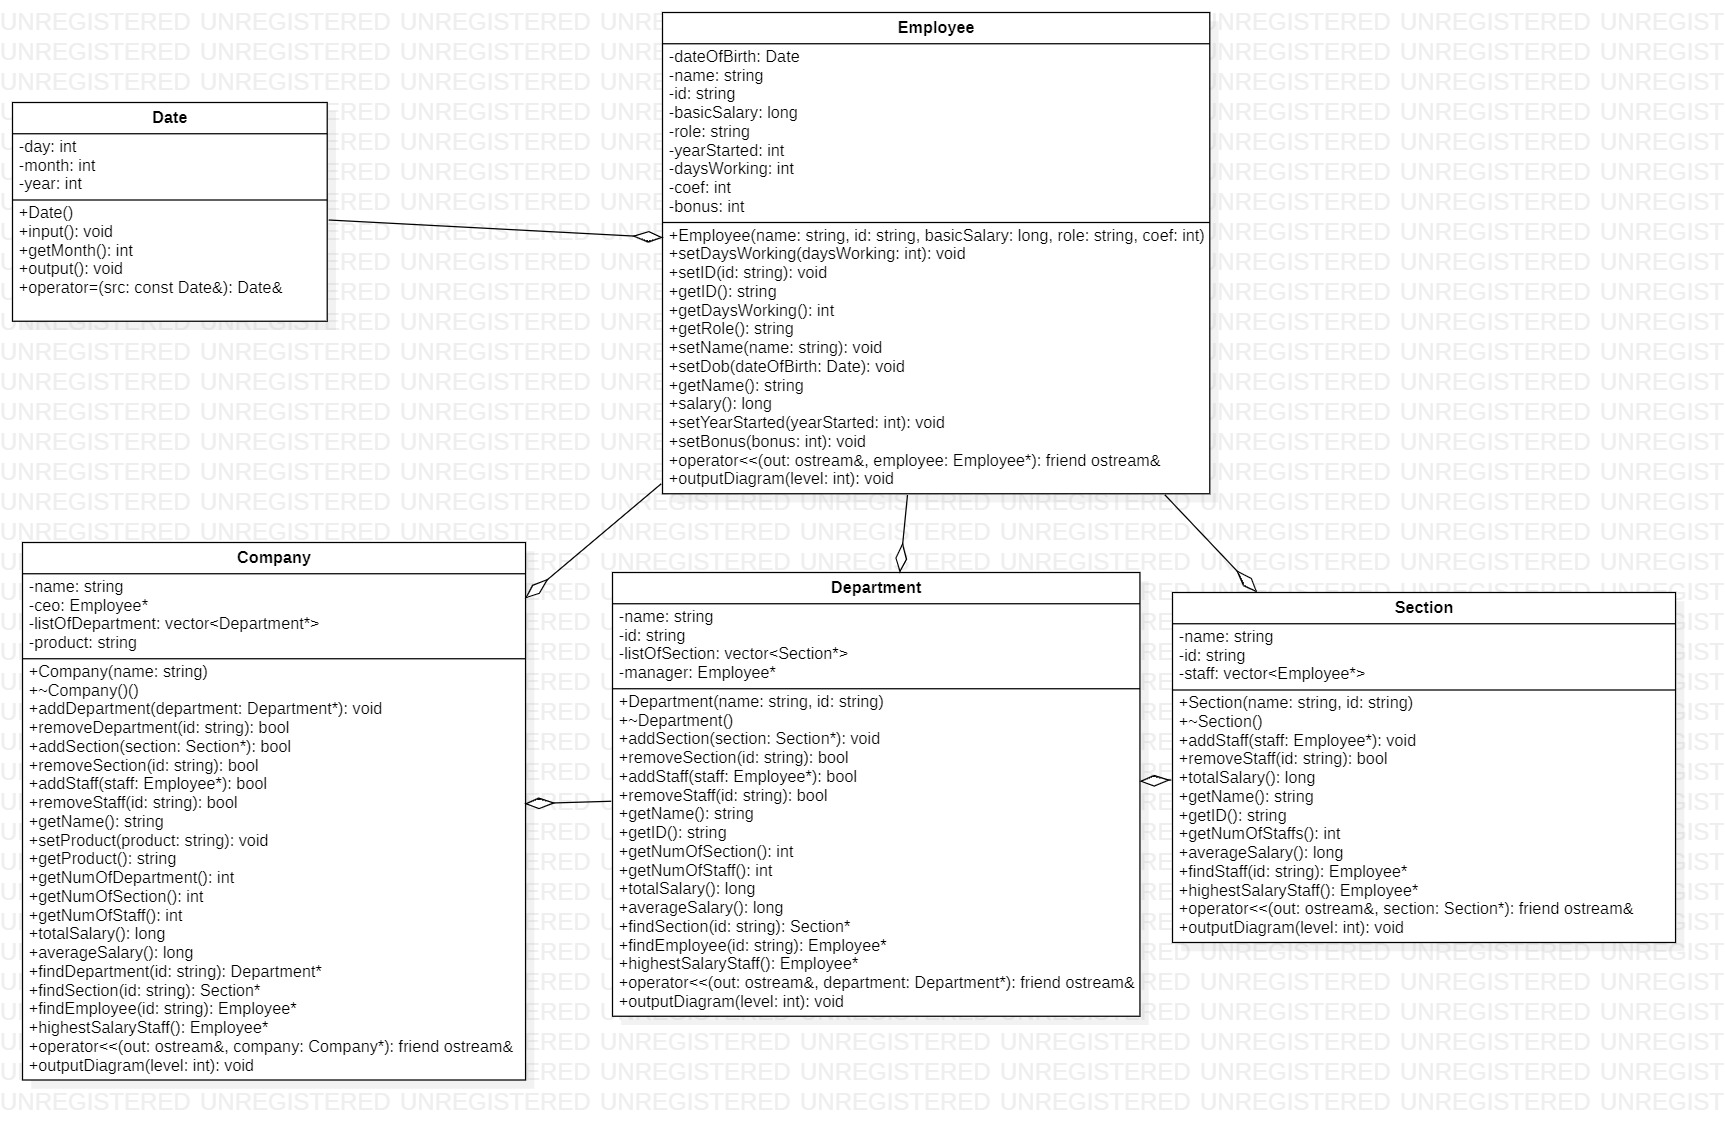 Employee
-dateOfBirth: Date
-name: string
-id: string
-basicSalary: long
-role: string
-yearStarted: int
-daysWorking: int
-coef: int
-bonus: int
+Employee(name: string, id: string, basicSalary: long, role: string, coef: int)
+setDaysWorking(daysWorking: int): void
+setID(id: string): void
+getID(): string
+getDaysWorking(): int
+getRole(): string
+setName(name: string): void
+setDob(dateOfBirth: Date): void
+getName(): string
+salary(): long
+setYearStarted(yearStarted: int): void
+setBonus(bonus: int): void
+operator<<(out: ostream&, employee: Employee*): friend ostream&
+outputDiagram(level: int): void
Date
-day: int
-month: int
-year: int
+Date()
+input(): void
+getMonth(): int
+output(): void
+operator=(src: const Date&): Date&
Company
-name: string
-ceo: Employee*
-listOfDepartment: vector<Department*>
-product: string
+Company(name: string)
+~Company()()
+addDepartment(department: Department*): void
+removeDepartment(id: string): bool
+addSection(section: Section*): bool
+removeSection(id: string): bool
+addStaff(staff: Employee*): bool
+removeStaff(id: string): bool
+getName(): string
+setProduct(product: string): void
+getProduct(): string
+getNumOfDepartment(): int
+getNumOfSection(): int
+getNumOfStaff(): int
+totalSalary(): long
+averageSalary(): long
+findDepartment(id: string): Department*
+findSection(id: string): Section*
+findEmployee(id: string): Employee*
+highestSalaryStaff(): Employee*
+operator<<(out: ostream&, company: Company*): friend ostream&
+outputDiagram(level: int): void
Department
-name: string
-id: string
-listOfSection: vector<Section*>
-manager: Employee*
+Department(name: string, id: string)
+~Department()
+addSection(section: Section*): void
+removeSection(id: string): bool
+addStaff(staff: Employee*): bool
+removeStaff(id: string): bool
+getName(): string
+getID(): string
+getNumOfSection(): int
+getNumOfStaff(): int
+totalSalary(): long
+averageSalary(): long
+findSection(id: string): Section*
+findEmployee(id: string): Employee*
+highestSalaryStaff(): Employee*
+operator<<(out: ostream&, department: Department*): friend ostream&
+outputDiagram(level: int): void
Section
-name: string
-id: string
-staff: vector<Employee*>
+Section(name: string, id: string)
+~Section()
+addStaff(staff: Employee*): void
+removeStaff(id: string): bool
+totalSalary(): long
+getName(): string
+getID(): string
+getNumOfStaffs(): int
+averageSalary(): long
+findStaff(id: string): Employee*
+highestSalaryStaff(): Employee*
+operator<<(out: ostream&, section: Section*): friend ostream&
+outputDiagram(level: int): void
UNREGISTERED